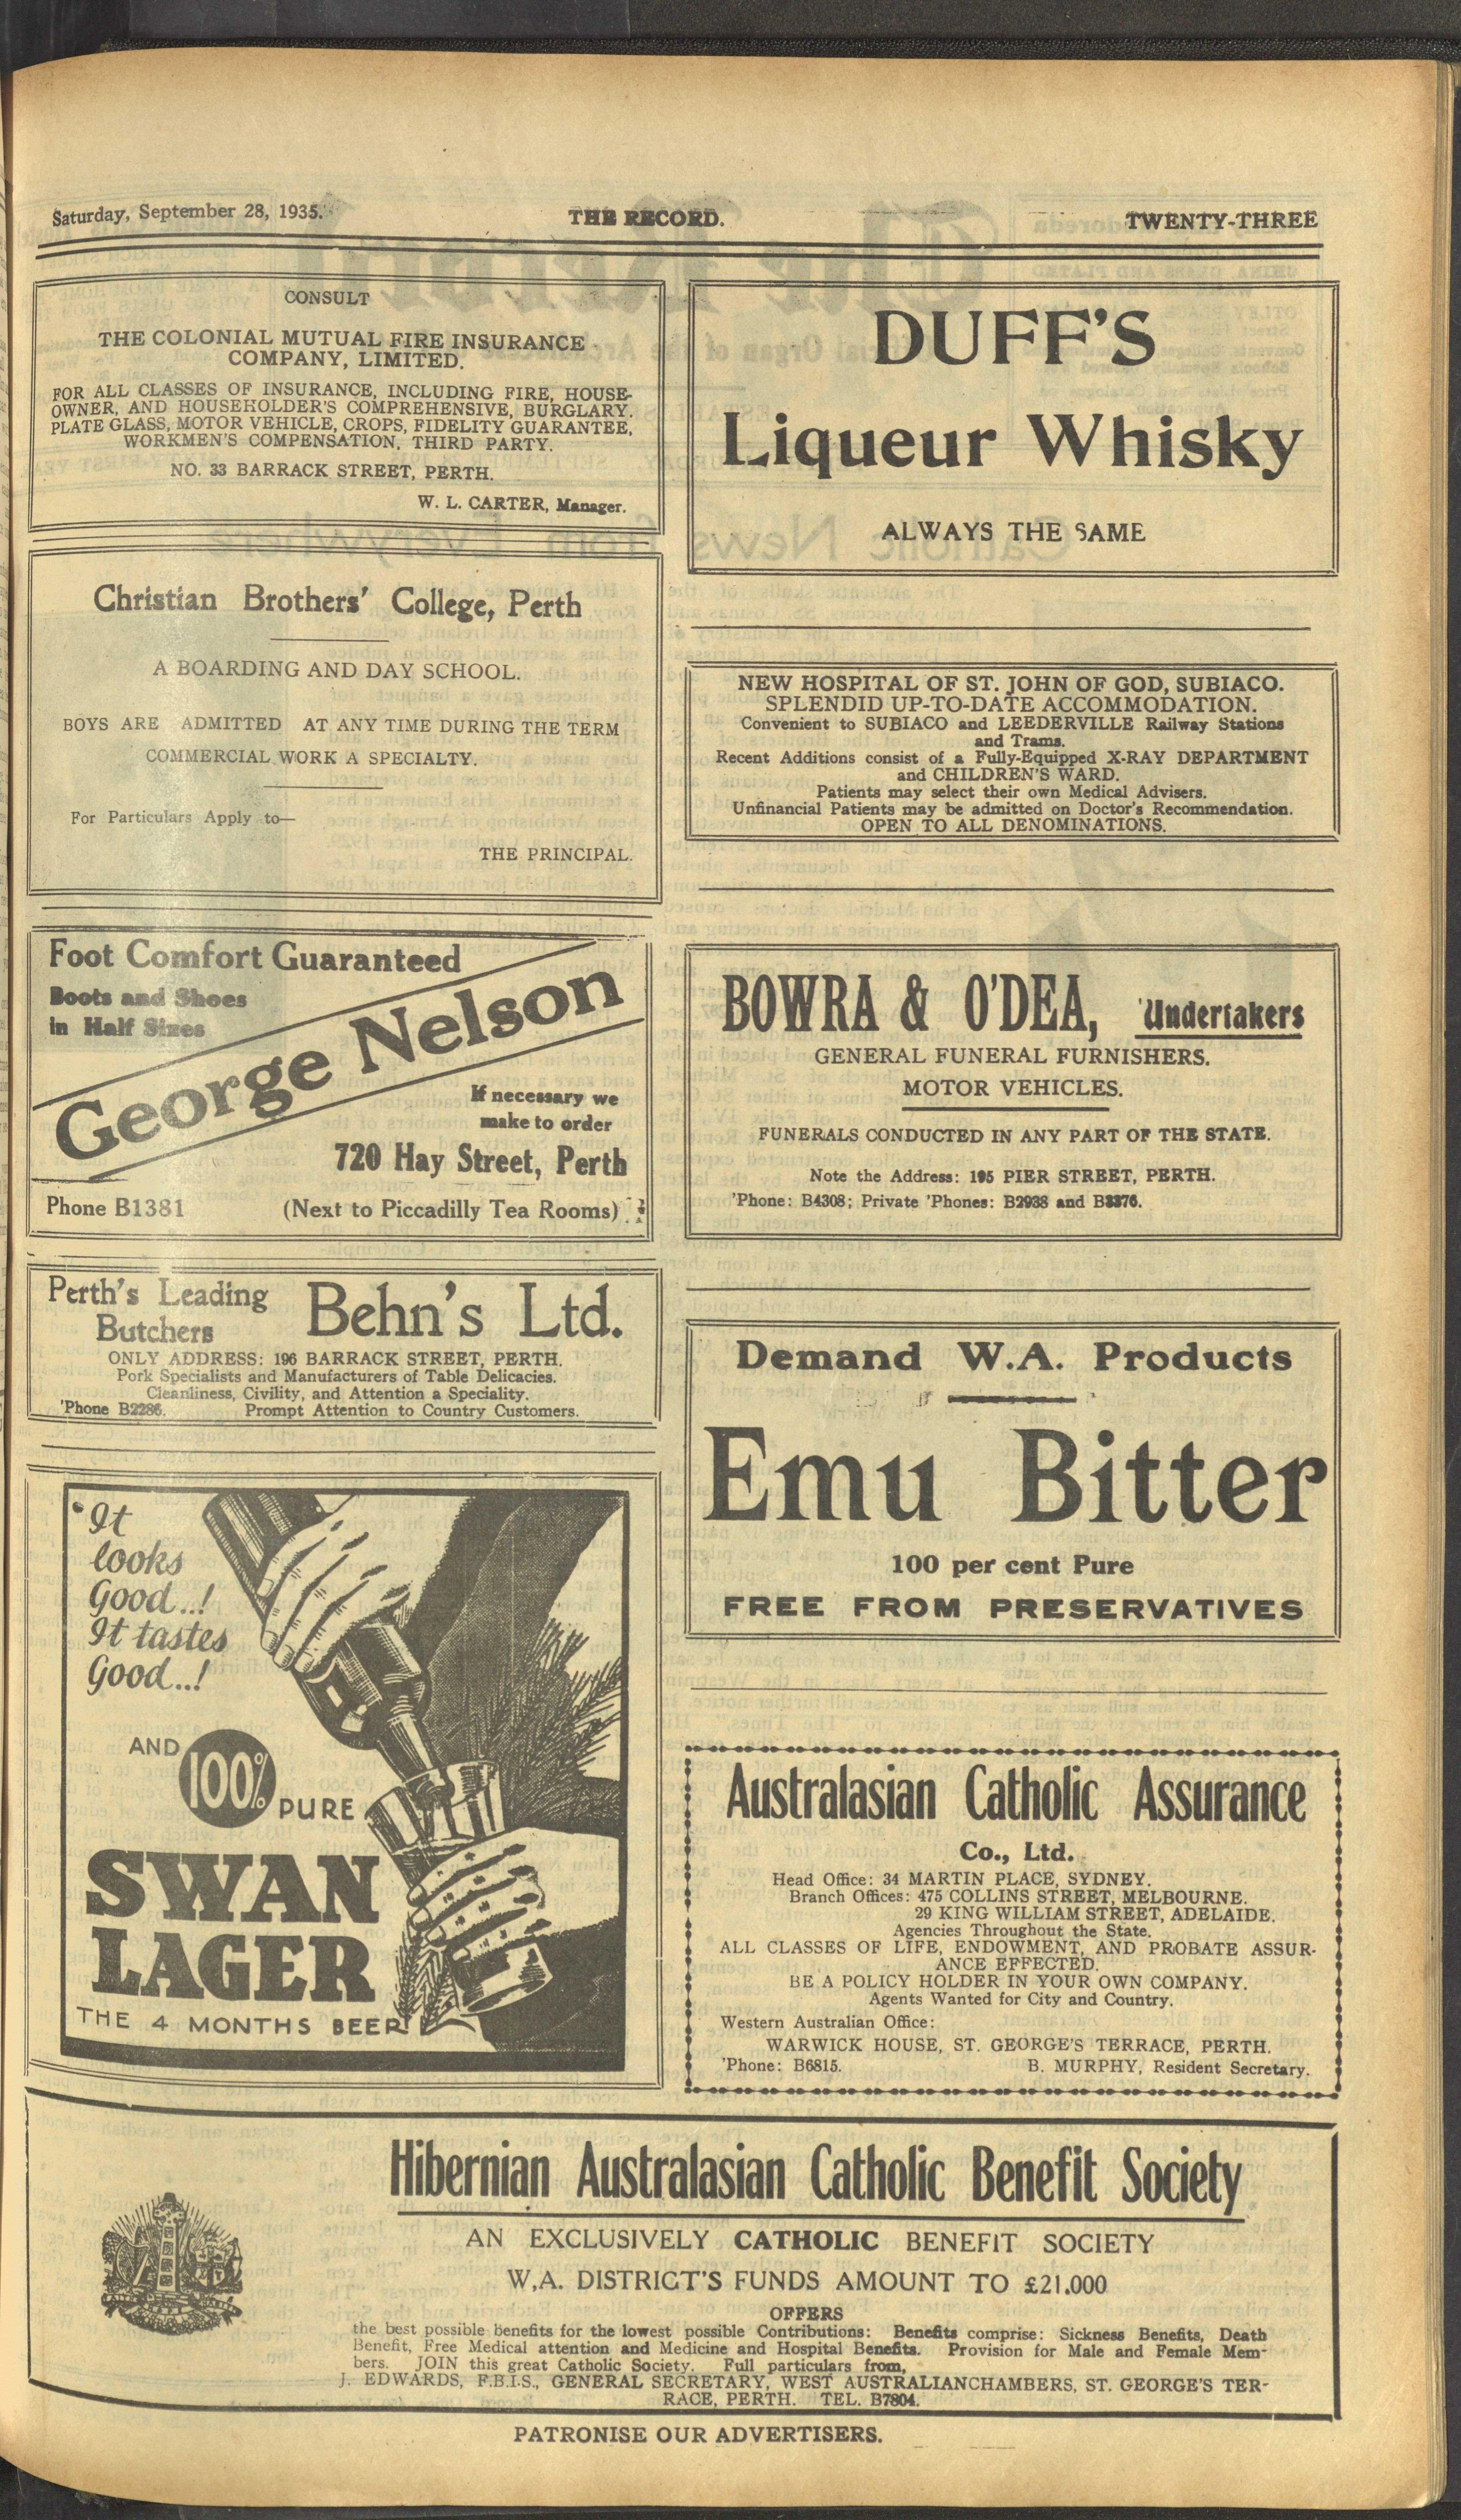 Saturday, September 28, 1935.
THE RECORD.
TWENTY-THREE
CONSULT
THE COLONIAL MUTUAL FIRE INSURANCE
COMPANY, LIMITED.
FOR ALL CLASSES OF INSURANCE, INCLUDING FIRE, HOUSE-
OWNER, AND HOUSEHOLDER'S COMPREHENSIVE, BURGLARY.
PLATE GLASS, MOTOR VEHICLE, CROPS, FIDELITY GUARANTEE,
WORKMEN'S COMPENSATION, THIRD PARTY.
NO. 33 BARRACK STREET, PERTH.
W. L. CARTER, Manager.
Christian Brothers' College, Perth
A BOARDING AND DAY SCHOOL.
BOYS ARE ADMITTED AT ANY TIME DURING THE TERM
COMMERCIAL WORK A SPECIALTY.
For Particulars Apply to—
THE PRINCIPAL.
Foot Comfort Guaranteed
Boots and Shoes
in Half Sizes
George Nelson
If necessary we
make to order
720 Hay Street, Perth
Phone B1381 (Next to Piccadilly Tea Rooms)
Perth's Leading
Butchers
Behn's Ltd.
ONLY ADDRESS: 196 BARRACK STREET, PERTH.
Pork Specialists and Manufacturers of Table Delicacies.
Cleanliness, Civility, and Attention a Speciality.
'Phone B2286. Prompt Attention to Country Customers.
"It
looks
Good..!
It tastes
Good..!
AND
100%
PURE
SWAN
LAGER
THE 4 MONTHS BEER
DUFF'S
Liqueur Whisky
ALWAYS THE SAME
NEW HOSPITAL OF ST. JOHN OF GOD, SUBIACO.
SPLENDID UP-TO-DATE ACCOMMODATION.
Convenient to SUBIACO and LEEDERVILLE Railway Stations
and Trams.
Recent Additions consist of a Fully-Equipped X-RAY DEPARTMENT
and CHILDREN'S WARD.
Patients may select their own Medical Advisers.
Unfinancial Patients may be admitted on Doctor's Recommendation.
OPEN TO ALL DENOMINATIONS.
BOWRA & O'DEA, Undertakers
GENERAL FUNERAL FURNISHERS.
MOTOR VEHICLES.
FUNERALS CONDUCTED IN ANY PART OF THE STATE.
Note the Address: 195 PIER STREET, PERTH.
'Phone: B4308; Private 'Phones: B2938 and B3376.
Demand W.A. Products
Emu Bitter
100 per cent Pure
FREE FROM PRESERVATIVES
Australasian Catholic Assurance
Co., Ltd.
Head Office: 34 MARTIN PLACE, SYDNEY.
Branch Offices: 475 COLLINS STREET, MELBOURNE.
29 KING WILLIAM STREET, ADELAIDE.
Agencies Throughout the State.
ALL CLASSES OF LIFE, ENDOWMENT, AND PROBATE ASSUR-
ANCE EFFECTED.
BE A POLICY HOLDER IN YOUR OWN COMPANY.
Agents Wanted for City and Country.
Western Australian Office:
WARWICK HOUSE, ST. GEORGE'S TERRACE, PERTH.
'Phone: B6815. B. MURPHY, Resident Secretary.
Hibernian Australasian Catholic Benefit Society
AN EXCLUSIVELY CATHOLIC BENEFIT SOCIETY
W.A. DISTRICT'S FUNDS AMOUNT TO £21.000
OFFERS
the best possible benefits for the lowest possible Contributions: Benefits comprise: Sickness Benefits, Death
Benefit, Free Medical attention and Medicine and Hospital Benefits. Provision for Male and Female Mem-
bers. JOIN this great Catholic Society. Full particulars from,
J. EDWARDS, F.B.I.S., GENERAL SECRETARY, WEST AUSTRALIANCHAMBERS, ST. GEORGE'S TER-
RACE, PERTH. TEL. B7804.
PATRONISE OUR ADVERTISERS.